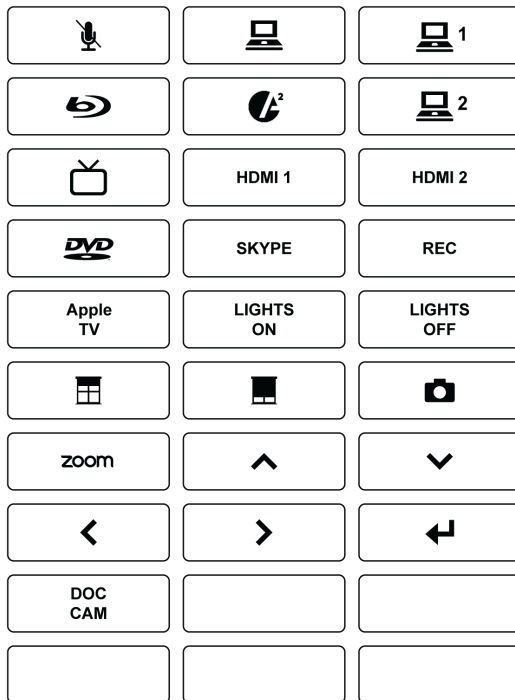 1
2
HDMI 1
HDMI 2
DVD
SKYPE
REC
Apple
TV
LIGHTS
ON
LIGHTS
OFF
zoom
DOC
CAM